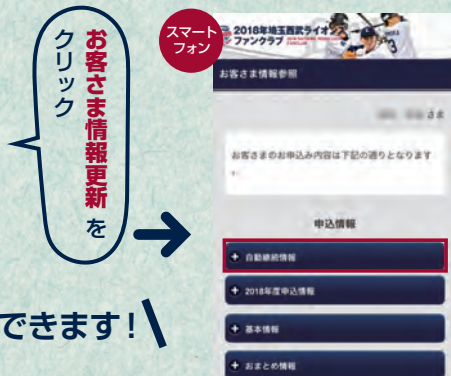 お客さま情報更新を
クリック
できます！
スマート
フォン
2018年埼玉西武ライオンズ
ファンクラブ
お客さま情報参照
さま
お客さまのお申込み内容は下記の通りとなります
。
申込情報
自動継続情報
2018年度申込情報
基本情報
おまとめ情報